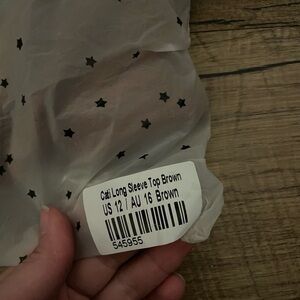 Cali Long Sleeve Top Brown
US 12 | AU 16 Brown
545955